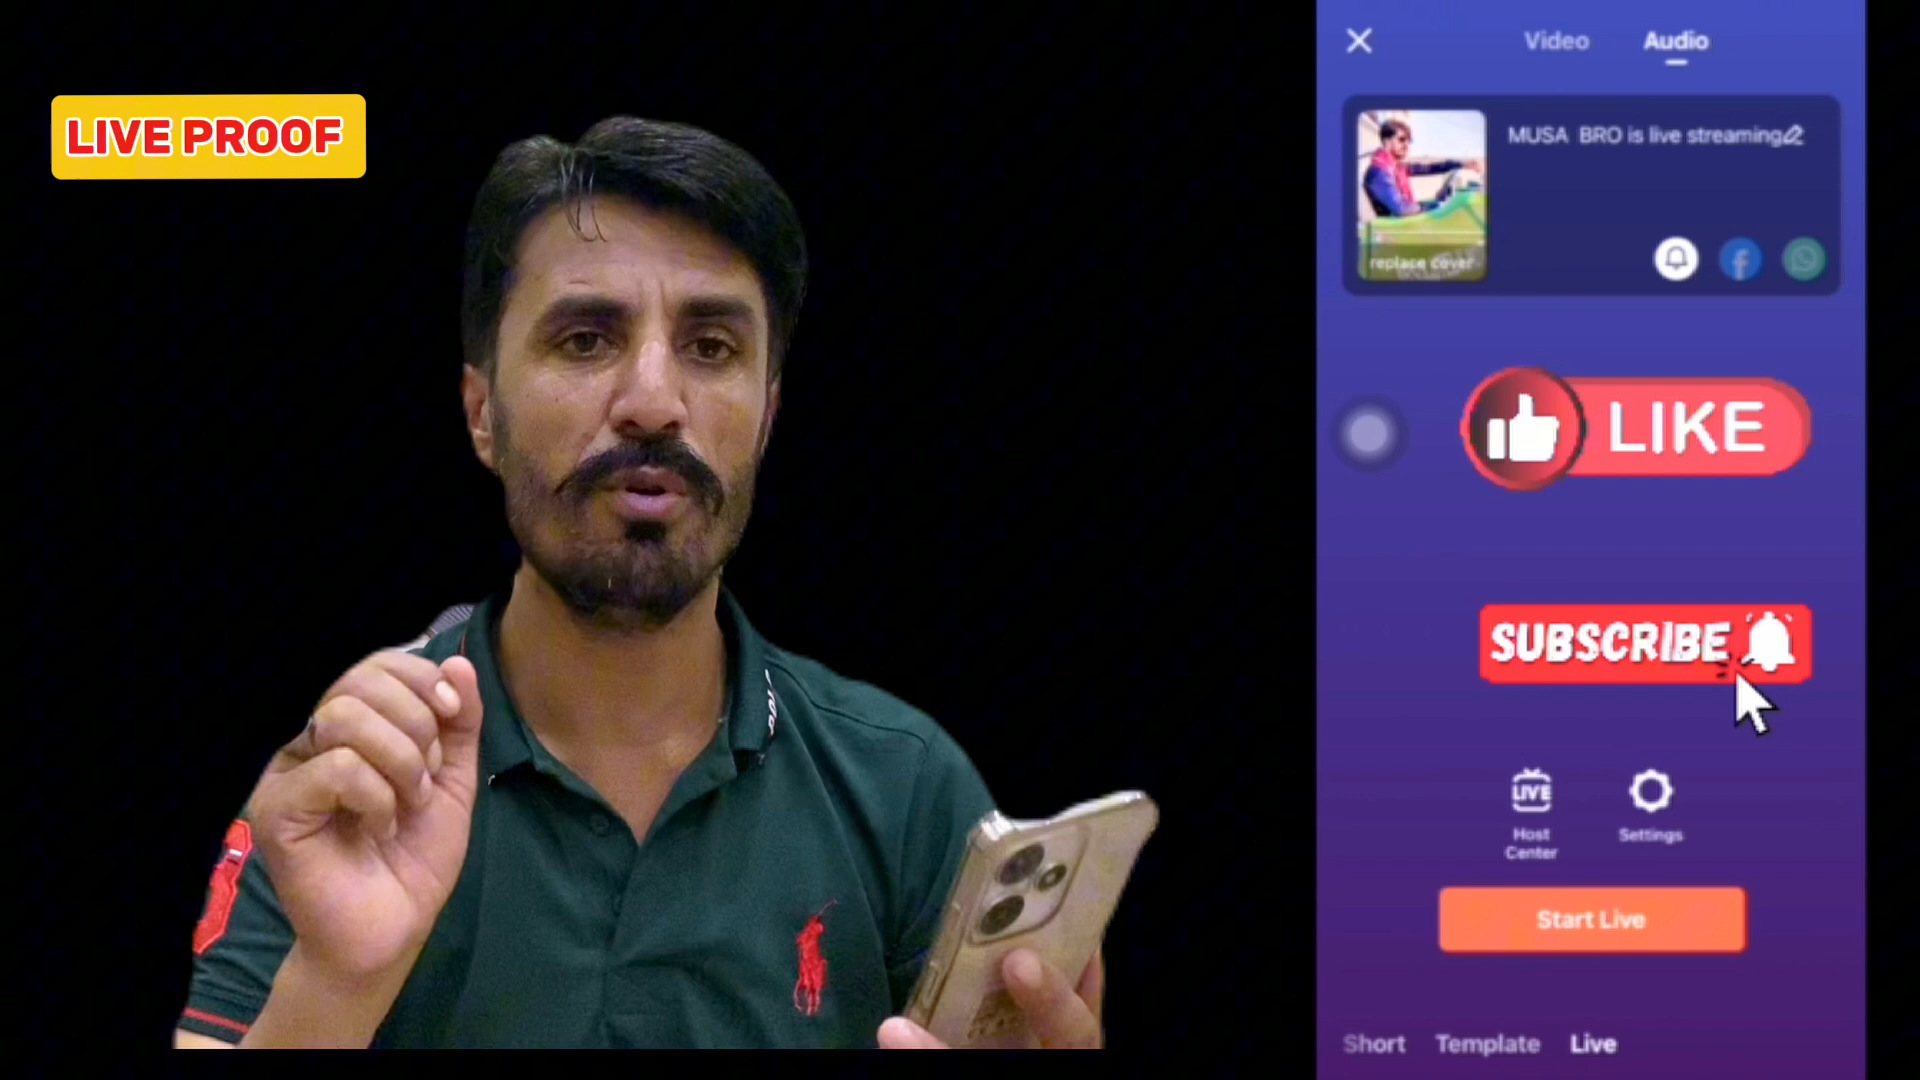 LIVE PROOF
Video Audio
MUSA BRO is live streaming
replace cover
LIKE
SUBSCRIBE
LIVE
Host
Center
Settings
Start Live
Short Template Live